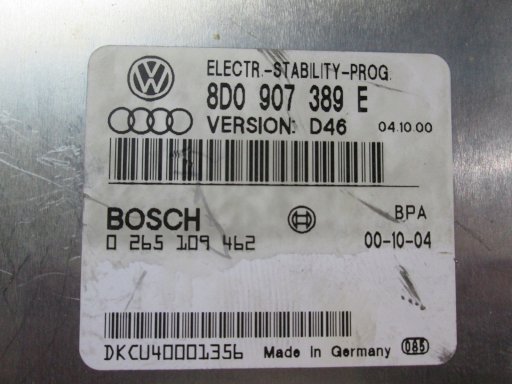 ELECTR.-STABILITY-PROG.
8D0 907 389 E
VERSION: D46 04.10.00
BOSCH BPA
0 265 109 462 00-10-04
DKCU40001356 Made in Germany 085